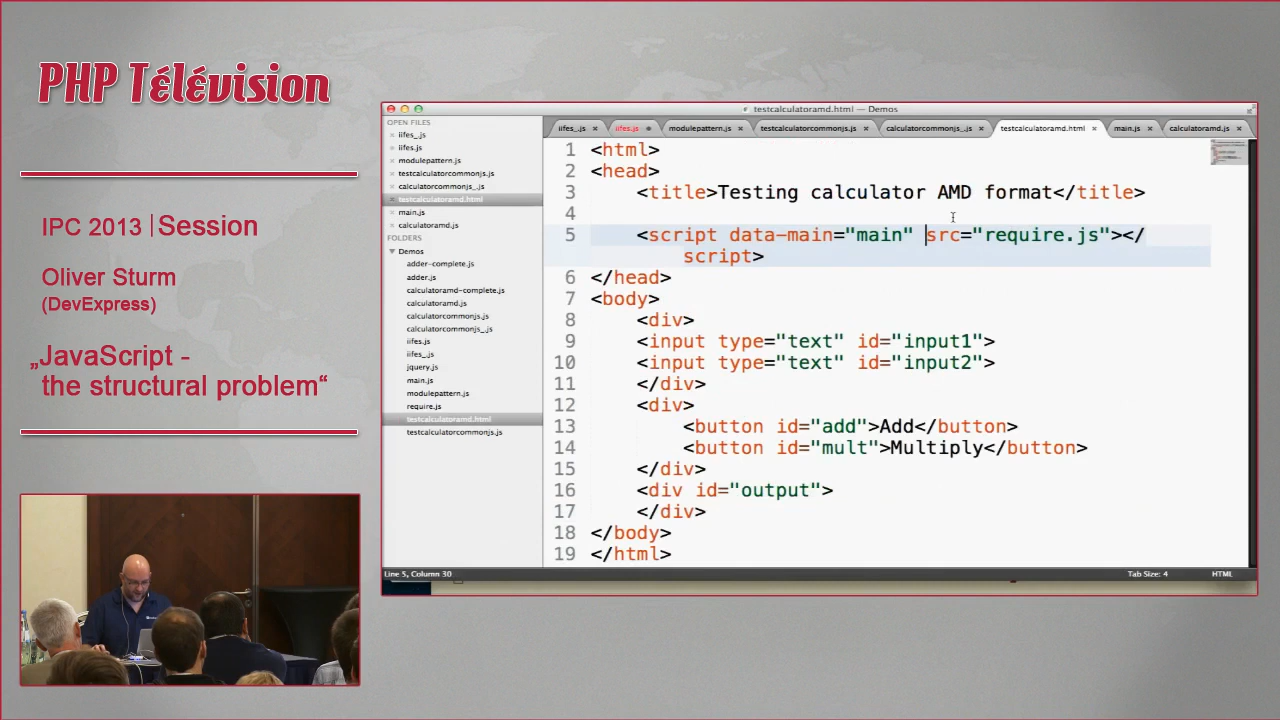 PHP Télévision
IPC 2013 | Session
Oliver Sturm
(DevExpress)
„JavaScript -
the structural problem“
testcalculatoramd.html — Demos
OPEN FILES
iifes_.js
iifes.js
modulepattern.js
testcalculatorcommonjs.js
calculatorcommonjs_.js
testcalculatoramd.html
main.js
calculatoramd.js
FOLDERS
Demos
adder-complete.js
adder.js
calculatoramd-complete.js
calculatoramd.js
calculatorcommonjs.js
calculatorcommonjs_.js
iifes.js
iifes_.js
jquery.js
main.js
modulepattern.js
require.js
testcalculatoramd.html
testcalculatorcommonjs.js
iifes_.js iifes.js modulepattern.js testcalculatorcommonjs.js calculatorcommonjs_.js testcalculatoramd.html main.js calculatoramd.js
1 <html>
2 <head>
3 <title>Testing calculator AMD format</title>
4
5 <script data-main="main" src="require.js"></
script>
6 </head>
7 <body>
8 <div>
9 <input type="text" id="input1">
10 <input type="text" id="input2">
11 </div>
12 <div>
13 <button id="add">Add</button>
14 <button id="mult">Multiply</button>
15 </div>
16 <div id="output">
17 </div>
18 </body>
19 </html>
Line 5, Column 30 Tab Size: 4 HTML